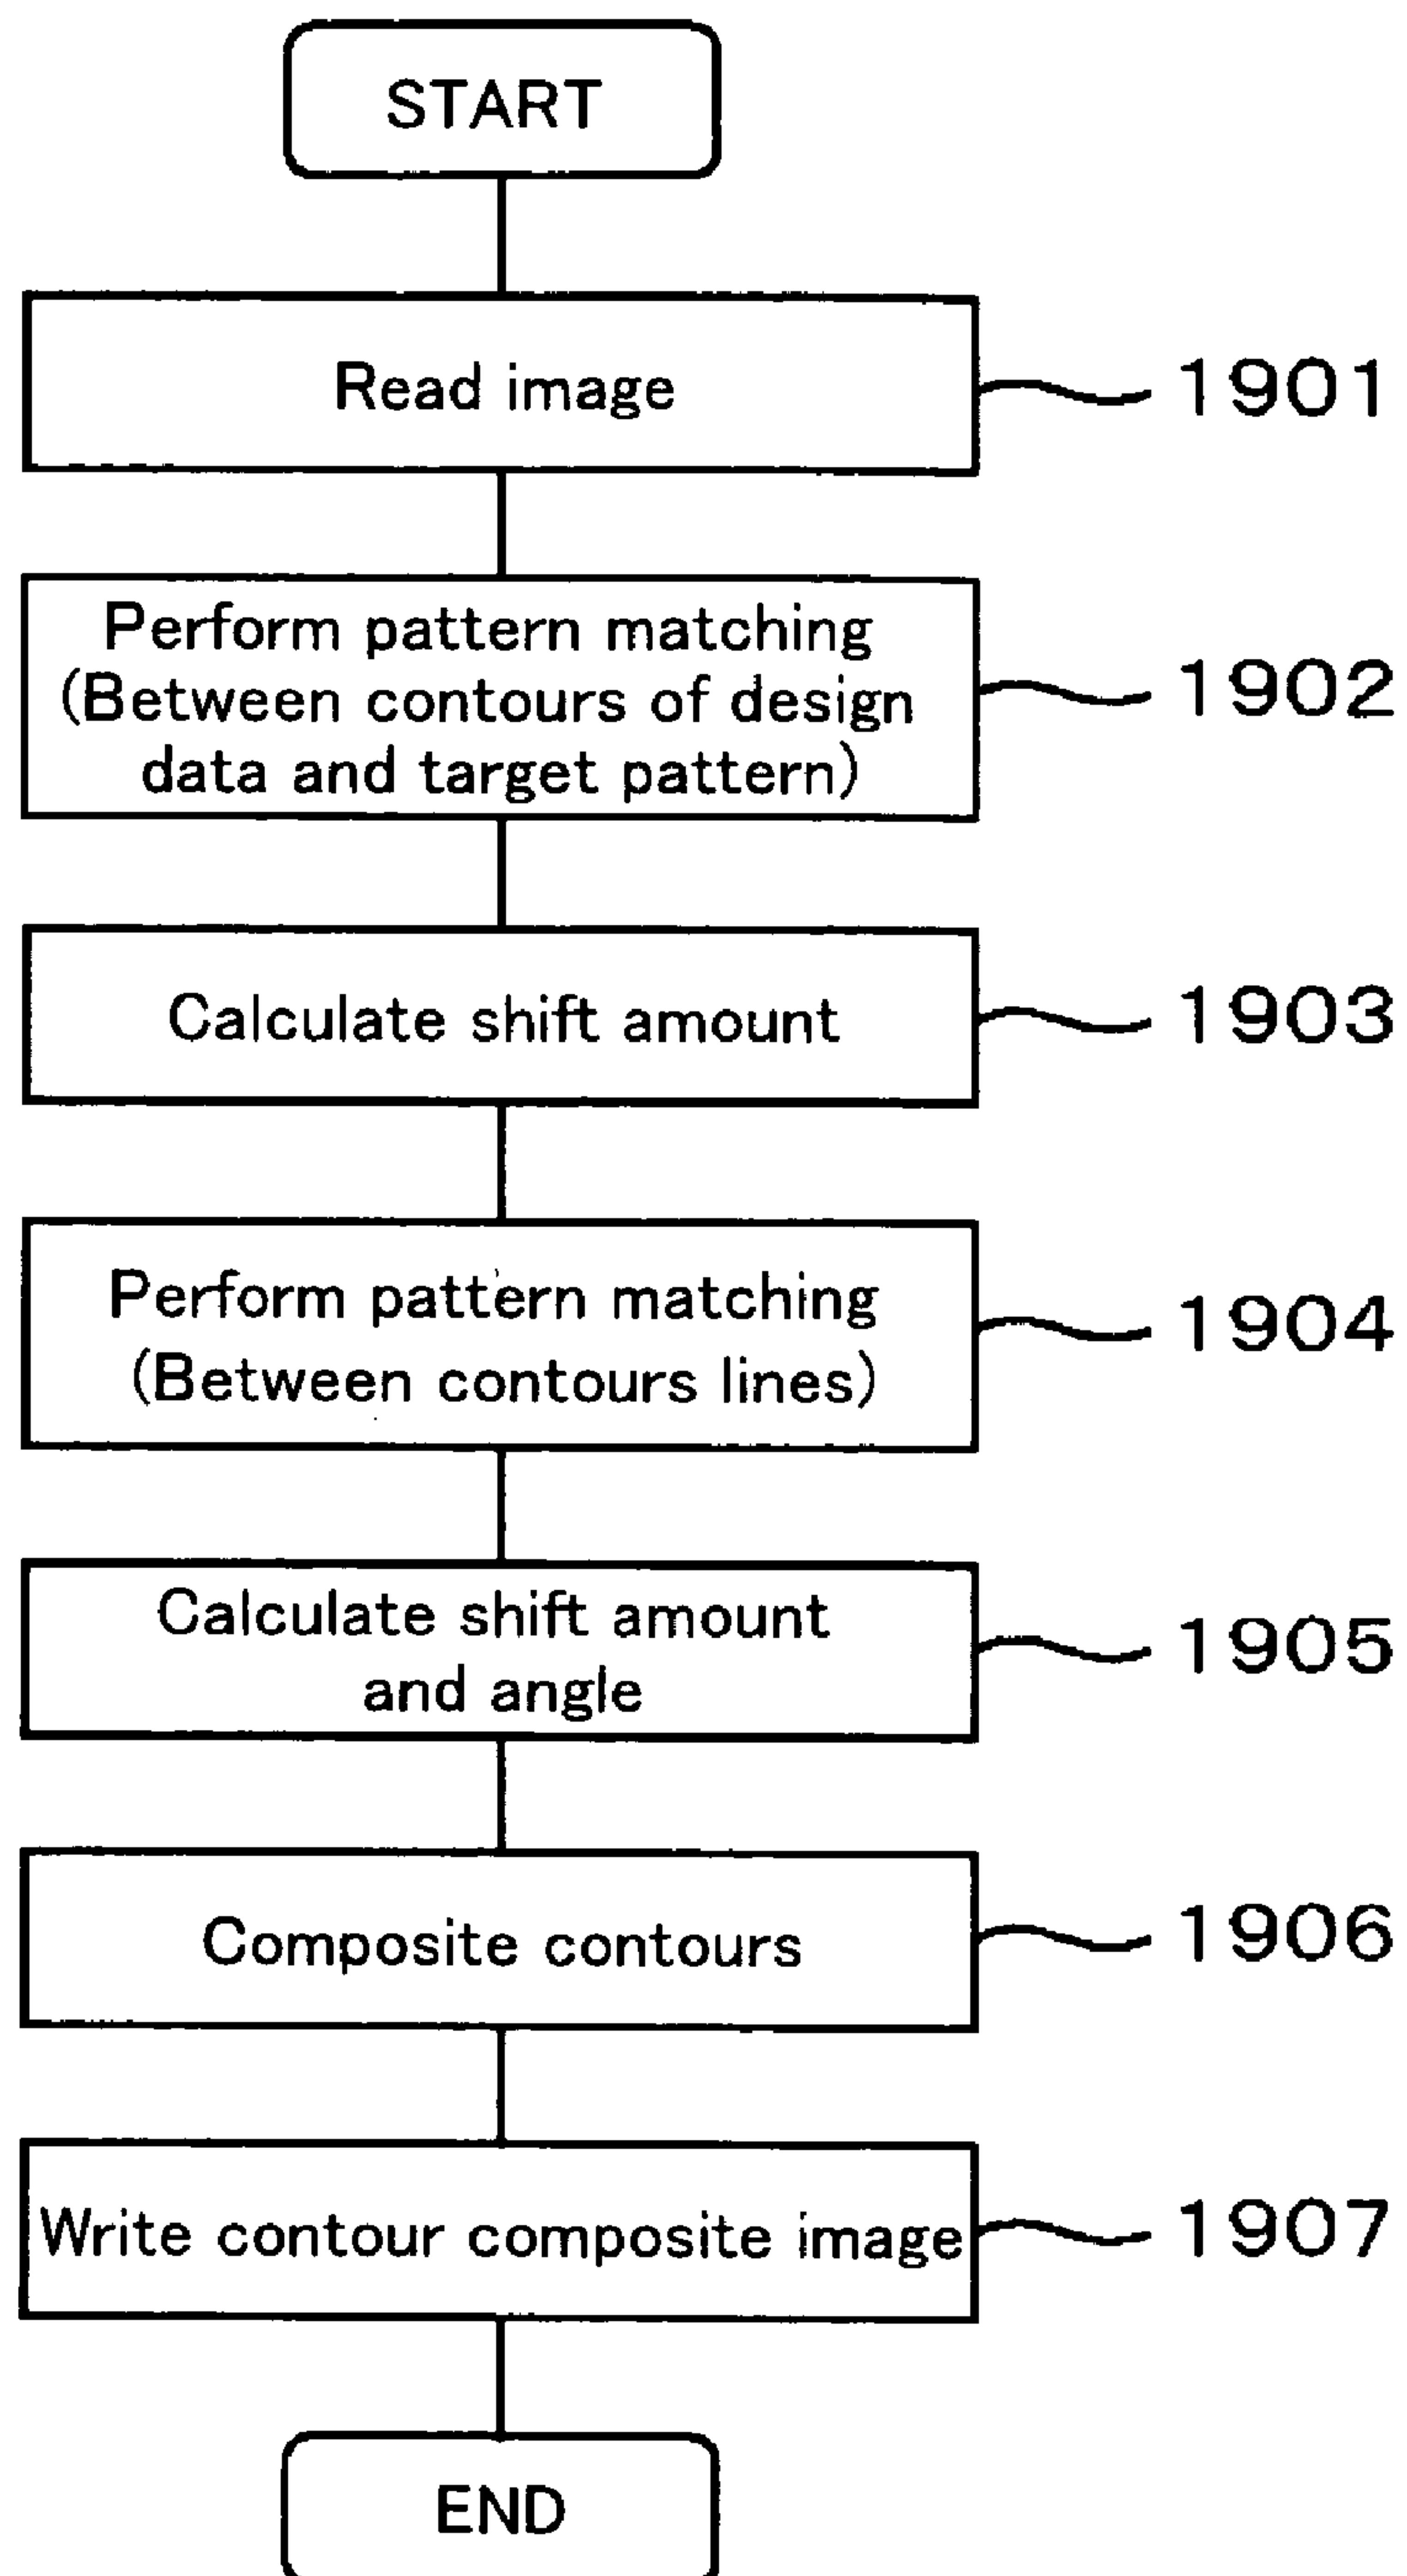 START
Read image
1901
Perform pattern matching
(Between contours of design
data and target pattern)
1902
Calculate shift amount
1903
Perform pattern matching
(Between contours lines)
1904
Calculate shift amount
and angle
1905
Composite contours
1906
Write contour composite image
1907
END